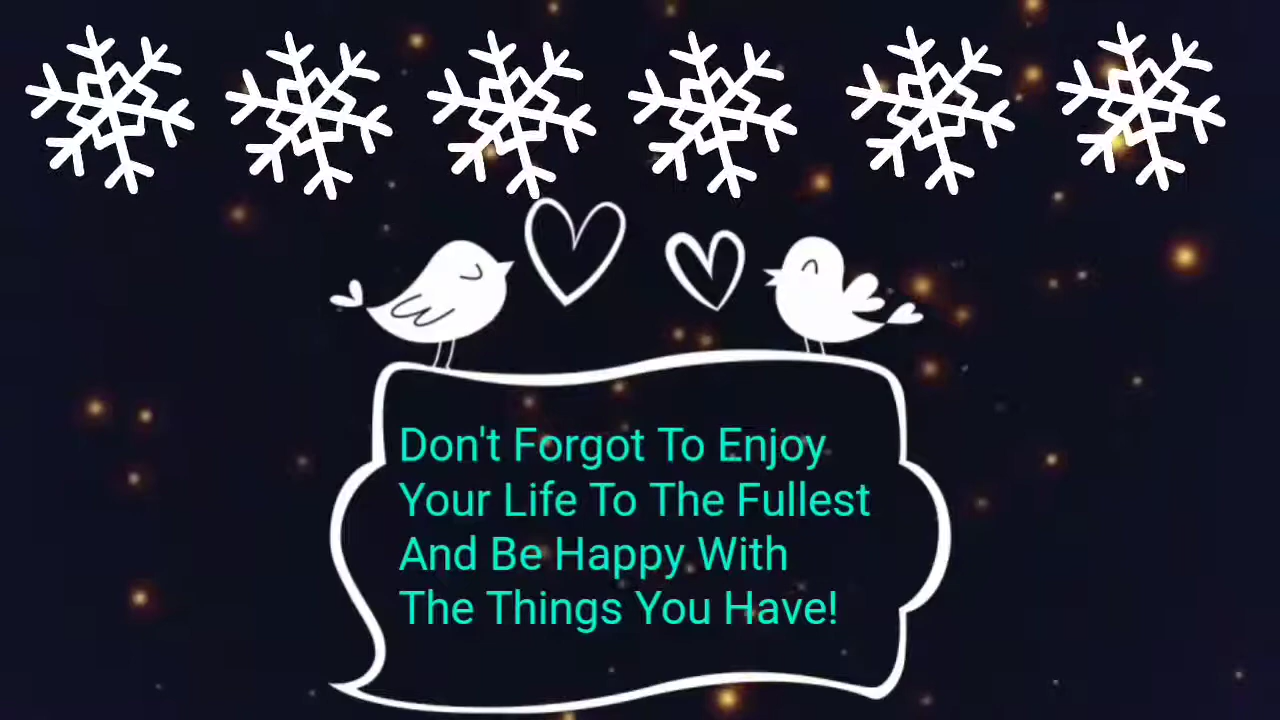 Don't Forgot To Enjoy
Your Life To The Fullest
And Be Happy With
The Things You Have!